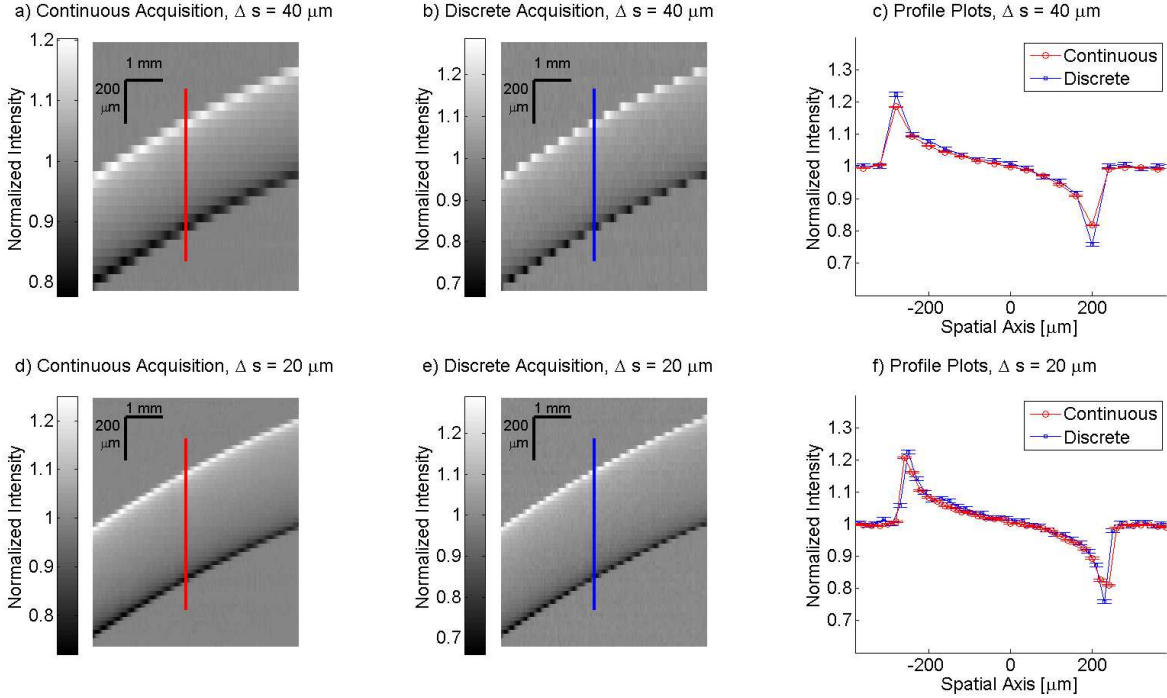 a) Continuous Acquisition, Δ s = 40 μm
1.2
1.1
1
0.9
0.8
Normalized Intensity
1 mm
200
μm
b) Discrete Acquisition, Δ s = 40 μm
1.2
1.1
1
0.9
0.8
0.7
Normalized Intensity
1 mm
200
μm
c) Profile Plots, Δ s = 40 μm
Continuous
Discrete
1.3
1.2
1.1
1
0.9
0.8
0.7
Normalized Intensity
-200
0
200
Spatial Axis [μm]
d) Continuous Acquisition, Δ s = 20 μm
1.2
1.1
1
0.9
0.8
Normalized Intensity
1 mm
200
μm
e) Discrete Acquisition, Δ s = 20 μm
1.2
1.1
1
0.9
0.8
0.7
Normalized Intensity
1 mm
200
μm
f) Profile Plots, Δ s = 20 μm
Continuous
Discrete
1.3
1.2
1.1
1
0.9
0.8
0.7
Normalized Intensity
-200
0
200
Spatial Axis [μm]